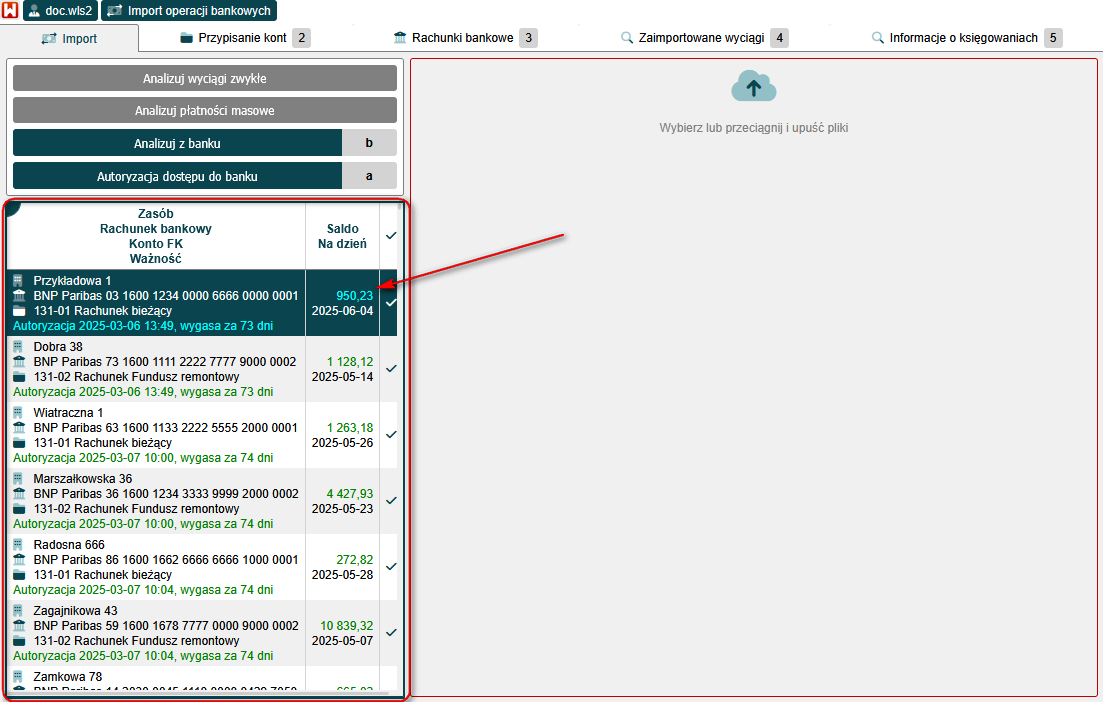 doc.wls2 Import operacji bankowych
Import Przypisanie kont 2 Rachunki bankowe 3 Zaimportowane wyciągi 4 Informacje o księgowaniach 5
Analizuj wyciągi zwykłe
Analizuj płatności masowe
Analizuj z banku b
Autoryzacja dostępu do banku a
Wybierz lub przeciągnij i upuść pliki
Zasób
Rachunek bankowy
Konto FK
Ważność
Saldo
Na dzień
Przykładowa 1
BNP Paribas 03 1600 1234 0000 6666 0000 0001 950,23
131-01 Rachunek bieżący 2025-06-04
Autoryzacja 2025-03-06 13:49, wygasa za 73 dni
Dobra 38
BNP Paribas 73 1600 1111 2222 7777 9000 0002 1 128,12
131-02 Rachunek Fundusz remontowy 2025-05-14
Autoryzacja 2025-03-06 13:49, wygasa za 73 dni
Wiatraczna 1
BNP Paribas 63 1600 1133 2222 5555 2000 0001 1 263,18
131-01 Rachunek bieżący 2025-05-26
Autoryzacja 2025-03-07 10:00, wygasa za 74 dni
Marszałkowska 36
BNP Paribas 36 1600 1234 3333 9999 2000 0002 4 427,93
131-02 Rachunek Fundusz remontowy 2025-05-23
Autoryzacja 2025-03-07 10:00, wygasa za 74 dni
Radosna 666
BNP Paribas 86 1600 1662 6666 6666 1000 0001 272,82
131-01 Rachunek bieżący 2025-05-28
Autoryzacja 2025-03-07 10:04, wygasa za 74 dni
Zagajnikowa 43
BNP Paribas 59 1600 1678 7777 0000 9000 0002 10 839,32
131-02 Rachunek Fundusz remontowy 2025-05-07
Autoryzacja 2025-03-07 10:04, wygasa za 74 dni
Zamkowa 78
BNP Paribas